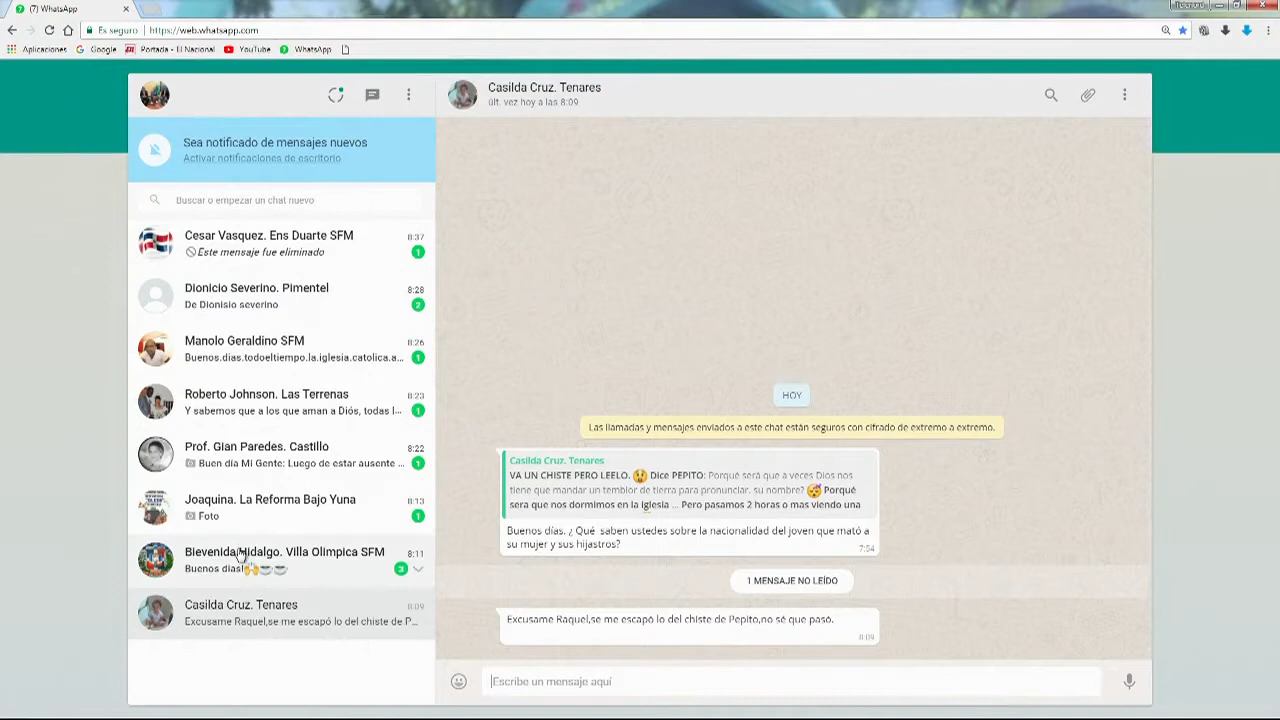 (7) WhatsApp
Telenord
Es seguro
https://web.whatsapp.com
Aplicaciones
Google
Portada - El Nacional
YouTube
WhatsApp
Sea notificado de mensajes nuevos
Activar notificaciones de escritorio
Buscar o empezar un chat nuevo
Cesar Vasquez. Ens Duarte SFM
8:37
Este mensaje fue eliminado
1
Dionicio Severino. Pimentel
8:28
De Dionisio severino
2
Manolo Geraldino SFM
8:26
Buenos.dias.todoeltiempo.la.iglesia.catolica.a...
1
Roberto Johnson. Las Terrenas
8:23
Y sabemos que a los que aman a Diós, todas l...
1
Prof. Gian Paredes. Castillo
8:22
Buen día Mi Gente: Luego de estar ausente ...
1
Joaquina. La Reforma Bajo Yuna
8:13
Foto
1
Bievenida Hidalgo. Villa Olimpica SFM
8:11
Buenos días!
3
Casilda Cruz. Tenares
8:09
Excusame Raquel,se me escapó lo del chiste de P...
Casilda Cruz. Tenares
últ. vez hoy a las 8:09
HOY
Las llamadas y mensajes enviados a este chat están seguros con cifrado de extremo a extremo.
Casilda Cruz. Tenares
VA UN CHISTE PERO LEELO. 😲 Dice PEPITO: Porqué será que a veces Dios nos
tiene que mandar un temblor de tierra para pronunciar. su nombre? 😴 Porqué
sera que nos dormimos en la iglesia ... Pero pasamos 2 horas o mas viendo una
Buenos días. ¿ Qué saben ustedes sobre la nacionalidad del joven que mató a
su mujer y sus hijastros?
7:54
1 MENSAJE NO LEÍDO
Excusame Raquel,se me escapó lo del chiste de Pepito,no sé que pasó.
8:09
Escribe un mensaje aquí